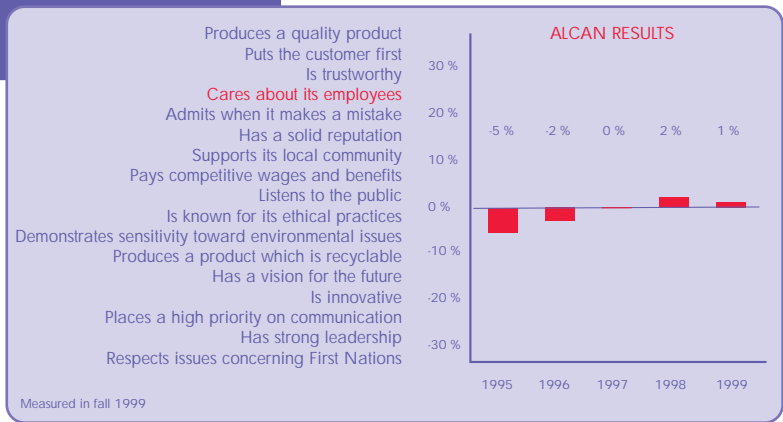 Produces a quality product
Puts the customer first
Is trustworthy
Cares about its employees
Admits when it makes a mistake
Has a solid reputation
Supports its local community
Pays competitive wages and benefits
Listens to the public
Is known for its ethical practices
Demonstrates sensitivity toward environmental issues
Produces a product which is recyclable
Has a vision for the future
Is innovative
Places a high priority on communication
Has strong leadership
Respects issues concerning First Nations
Measured in fall 1999
ALCAN RESULTS
30 %
20 %
10 %
0 %
-10 %
-20 %
-30 %
-5 % -2 % 0 % 2 % 1 %
1995 1996 1997 1998 1999